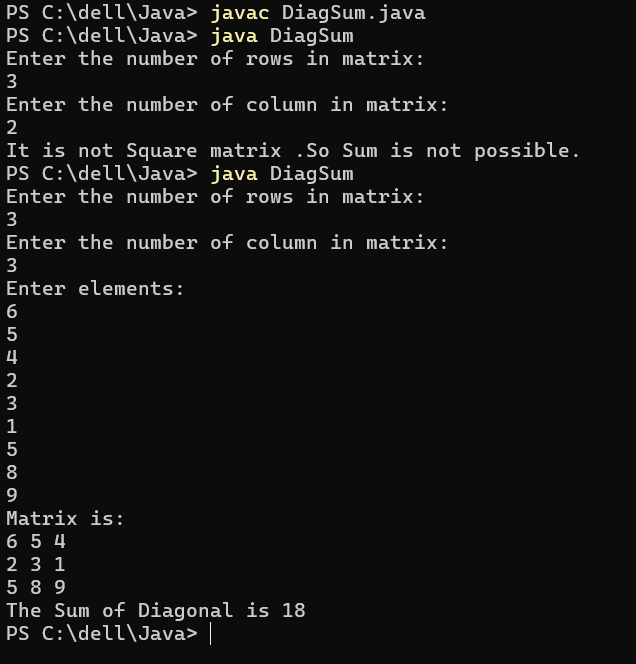 PS C:\dell\Java> javac DiagSum.java
PS C:\dell\Java> java DiagSum
Enter the number of rows in matrix:
3
Enter the number of column in matrix:
2
It is not Square matrix .So Sum is not possible.
PS C:\dell\Java> java DiagSum
Enter the number of rows in matrix:
3
Enter the number of column in matrix:
3
Enter elements:
6
5
4
2
3
1
5
8
9
Matrix is:
6 5 4
2 3 1
5 8 9
The Sum of Diagonal is 18
PS C:\dell\Java>